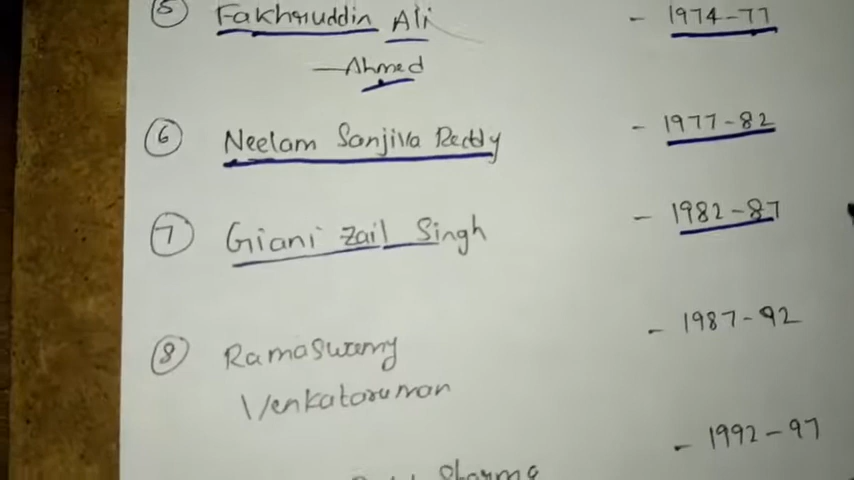 5 Fakhruddin Ali - 1974-77
Ahmed
6 Neelam Sanjiva Reddy - 1977-82
7 Giani Zail Singh - 1982-87
8 Ramaswamy - 1987-92
Venkataraman
Sharma - 1992-97